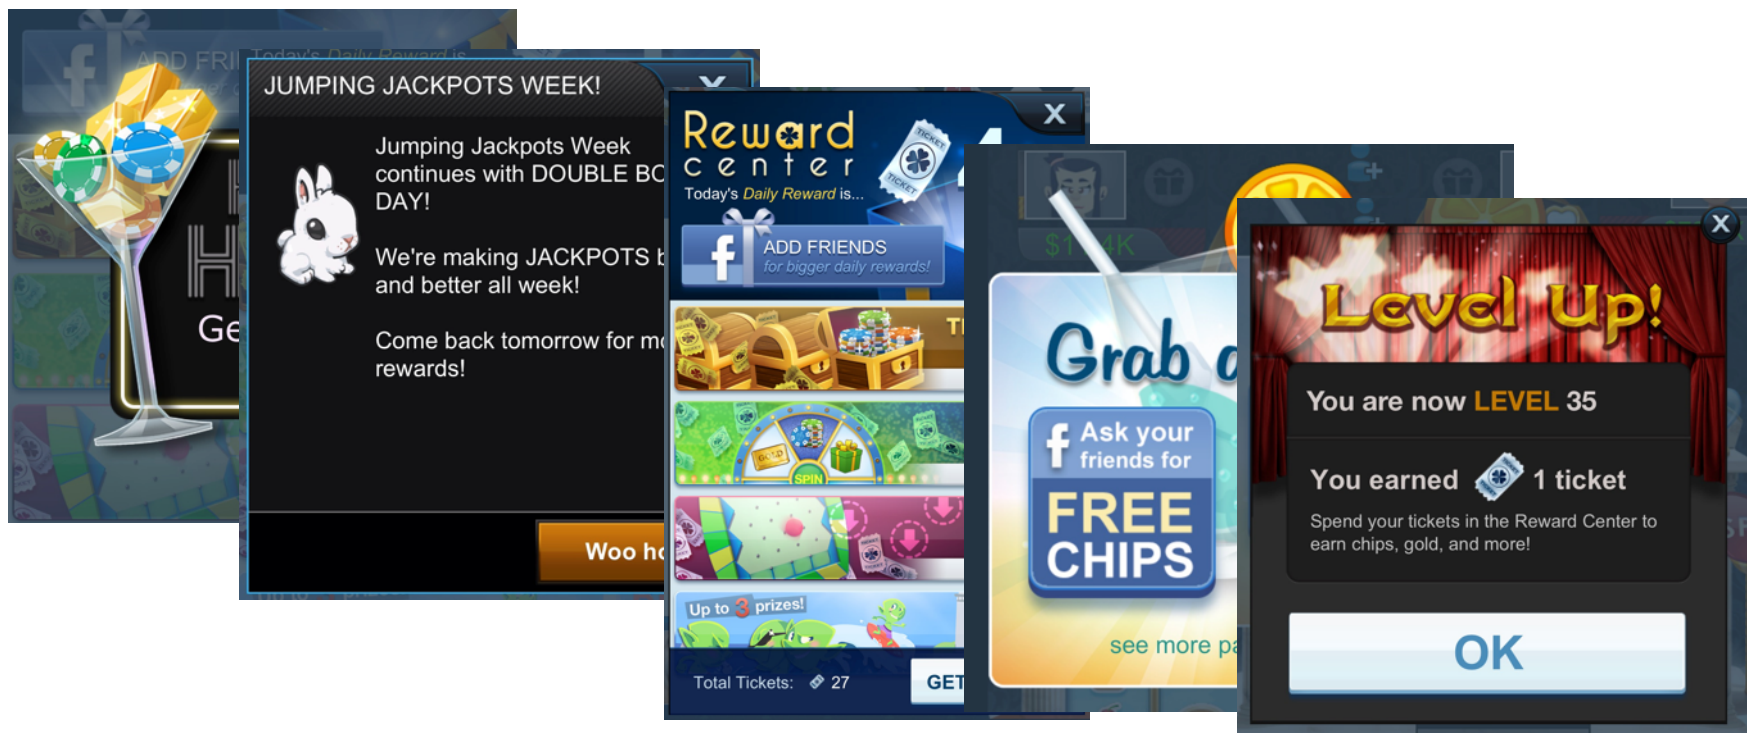 ADD FRI
Today's Daily Reward is
H
H
Ge
JUMPING JACKPOTS WEEK!
X
Jumping Jackpots Week
continues with DOUBLE BO
DAY!
We're making JACKPOTS b
and better all week!
Come back tomorrow for mo
rewards!
Woo ho
Reward
center
X
TICKET
TICKET
4
Today's Daily Reward is...
f
ADD FRIENDS
for bigger daily rewards!
T
GOLD
SPIN
Up to 3 prizes!
Total Tickets: 27
GET
Grab a
f Ask your
friends for
FREE
CHIPS
see more pa
X
Level Up!
You are now LEVEL 35
You earned 1 ticket
Spend your tickets in the Reward Center to
earn chips, gold, and more!
OK